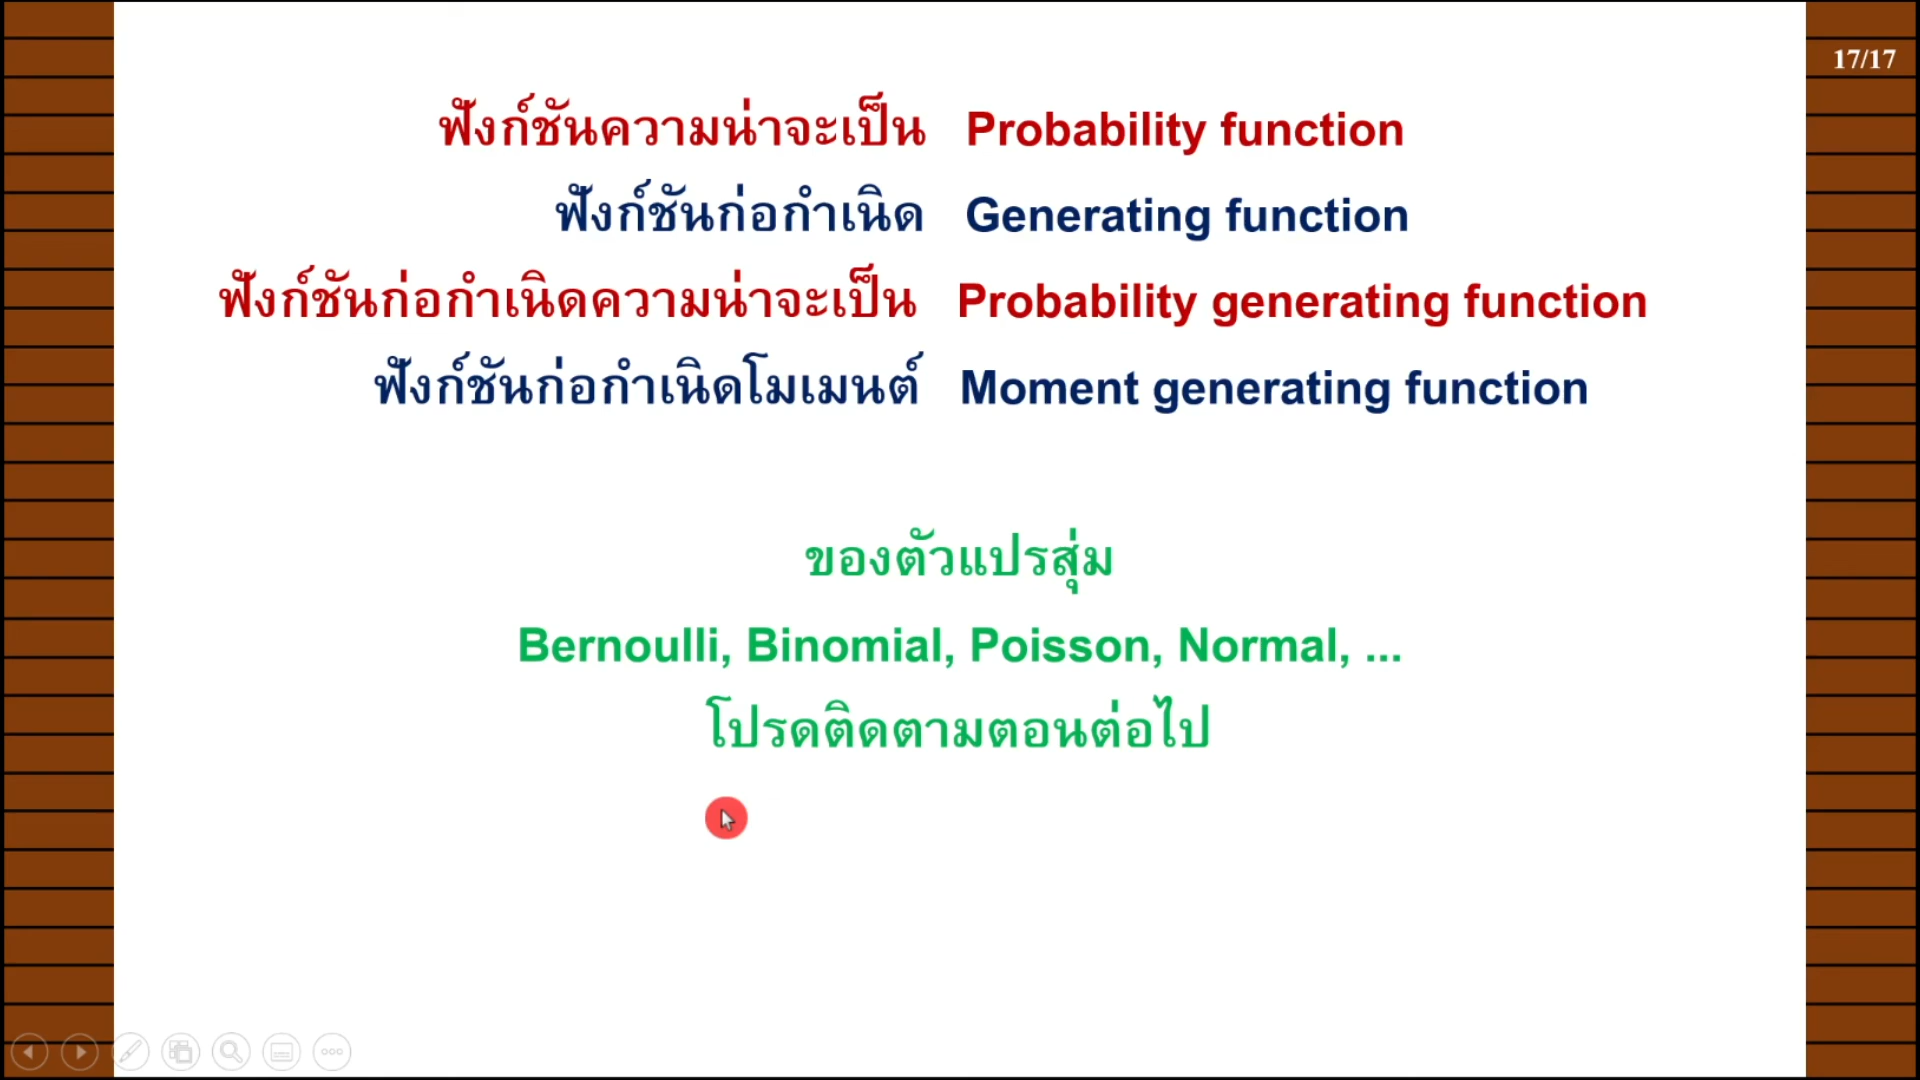 17/17
ฟังก์ชันความน่าจะเป็น Probability function
ฟังก์ชันก่อกำเนิด Generating function
ฟังก์ชันก่อกำเนิดความน่าจะเป็น Probability generating function
ฟังก์ชันก่อกำเนิดโมเมนต์ Moment generating function
ของตัวแปรสุ่ม
Bernoulli, Binomial, Poisson, Normal, ...
โปรดติดตามตอนต่อไป